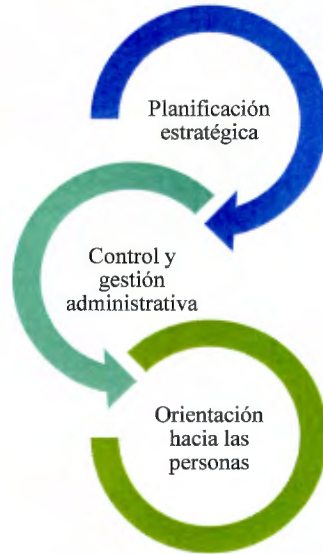 Planificación
estratégica
Control y
gestión
administrativa
Orientación
hacia las
personas